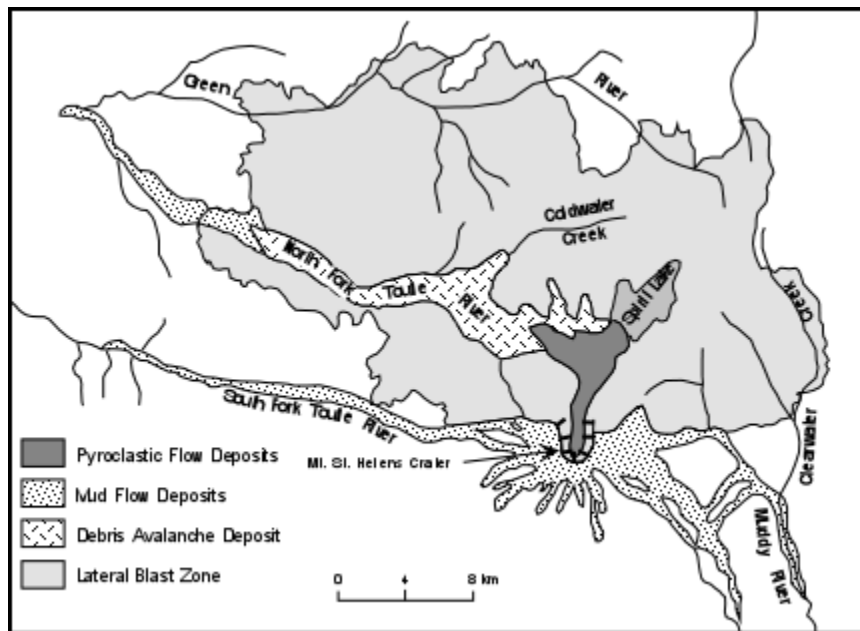 Green
River
Coldwater
Creek
North Fork
Toutle
River
Spirit Lake
Creek
Clearwater
South Fork Toutle
River
Mt. St. Helens Crater
Muddy
River
Pyroclastic Flow Deposits
Mud Flow Deposits
Debris Avalanche Deposit
Lateral Blast Zone
0 4 8 km